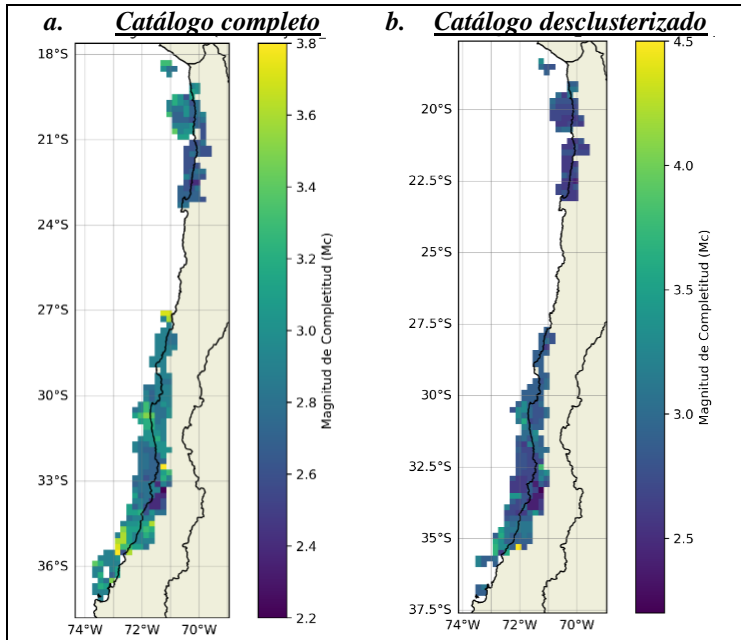 a. Catálogo completo
18°S
21°S
24°S
27°S
30°S
33°S
36°S
74°W 72°W 70°W
3.8
3.6
3.4
3.2
3.0
2.8
2.6
2.4
2.2
Magnitud de Completitud (Mc)
b. Catálogo desclusterizado
20°S
22.5°S
25°S
27.5°S
30°S
32.5°S
35°S
37.5°S
74°W 72°W 70°W
4.5
4.0
3.5
3.0
2.5
Magnitud de Completitud (Mc)